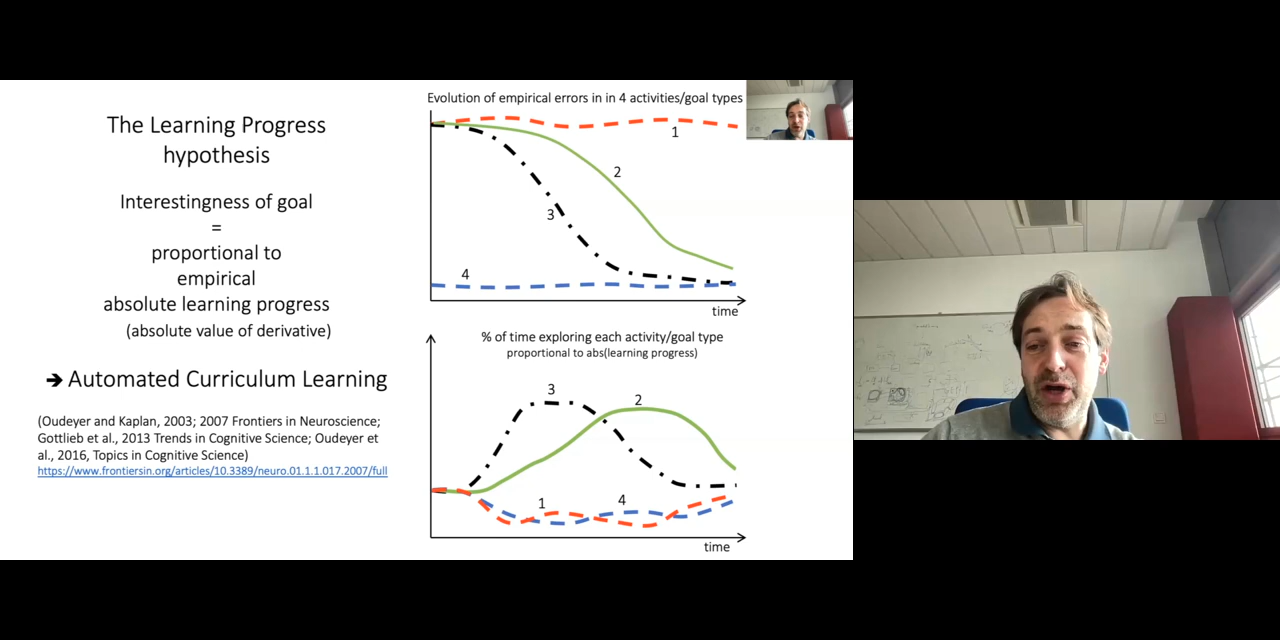 The Learning Progress
hypothesis
Interestingness of goal
=
proportional to
empirical
absolute learning progress
(absolute value of derivative)
➔ Automated Curriculum Learning
(Oudeyer and Kaplan, 2003; 2007 Frontiers in Neuroscience;
Gottlieb et al., 2013 Trends in Cognitive Science; Oudeyer et
al., 2016, Topics in Cognitive Science)
https://www.frontiersin.org/articles/10.3389/neuro.01.1.1.017.2007/full
Evolution of empirical errors in in 4 activities/goal types
1
2
3
4
time
% of time exploring each activity/goal type
proportional to abs(learning progress)
3
2
1
4
time